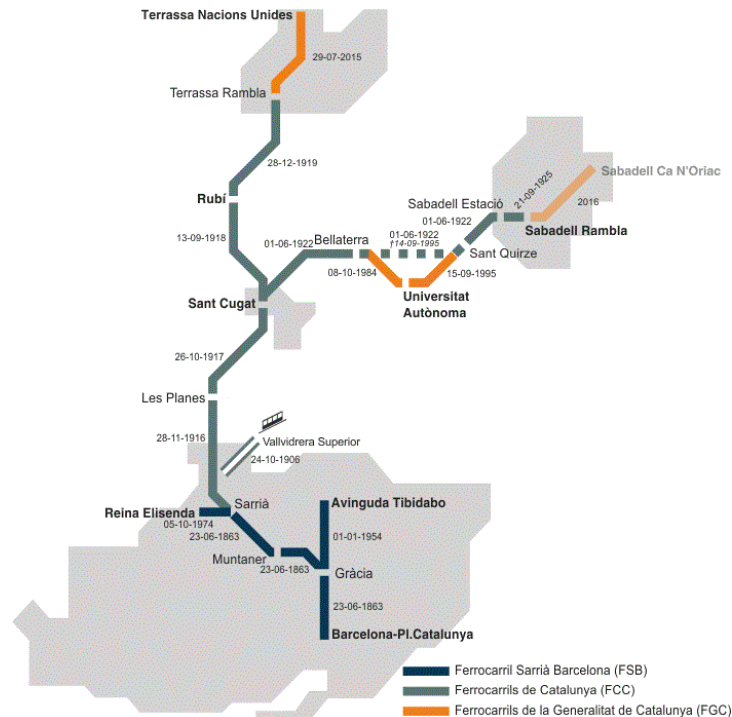 Terrassa Nacions Unides
29-07-2015
Terrassa Rambla
28-12-1919
Sabadell Ca N'Oriac
21-09-1925
2016
Rubí
Sabadell Estació
01-06-1922
Sabadell Rambla
13-09-1918
01-06-1922
Bellaterra
01-06-1922
†14-09-1995
Sant Quirze
08-10-1984
15-09-1995
Sant Cugat
Universitat
Autònoma
26-10-1917
Les Planes
28-11-1916
Vallvidrera Superior
24-10-1906
Reina Elisenda
Sarrià
Avinguda Tibidabo
05-10-1974
23-06-1863
01-01-1954
Muntaner
23-06-1863
Gràcia
23-06-1863
Barcelona-Pl.Catalunya
Ferrocarril Sarrià Barcelona (FSB)
Ferrocarrils de Catalunya (FCC)
Ferrocarrils de la Generalitat de Catalunya (FGC)